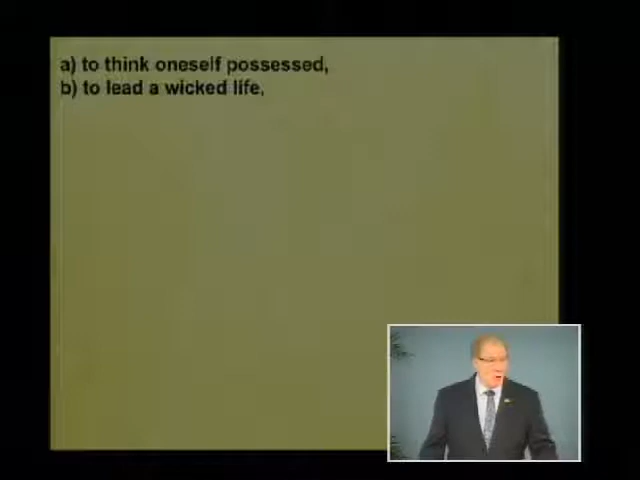 a) to think oneself possessed,
b) to lead a wicked life,